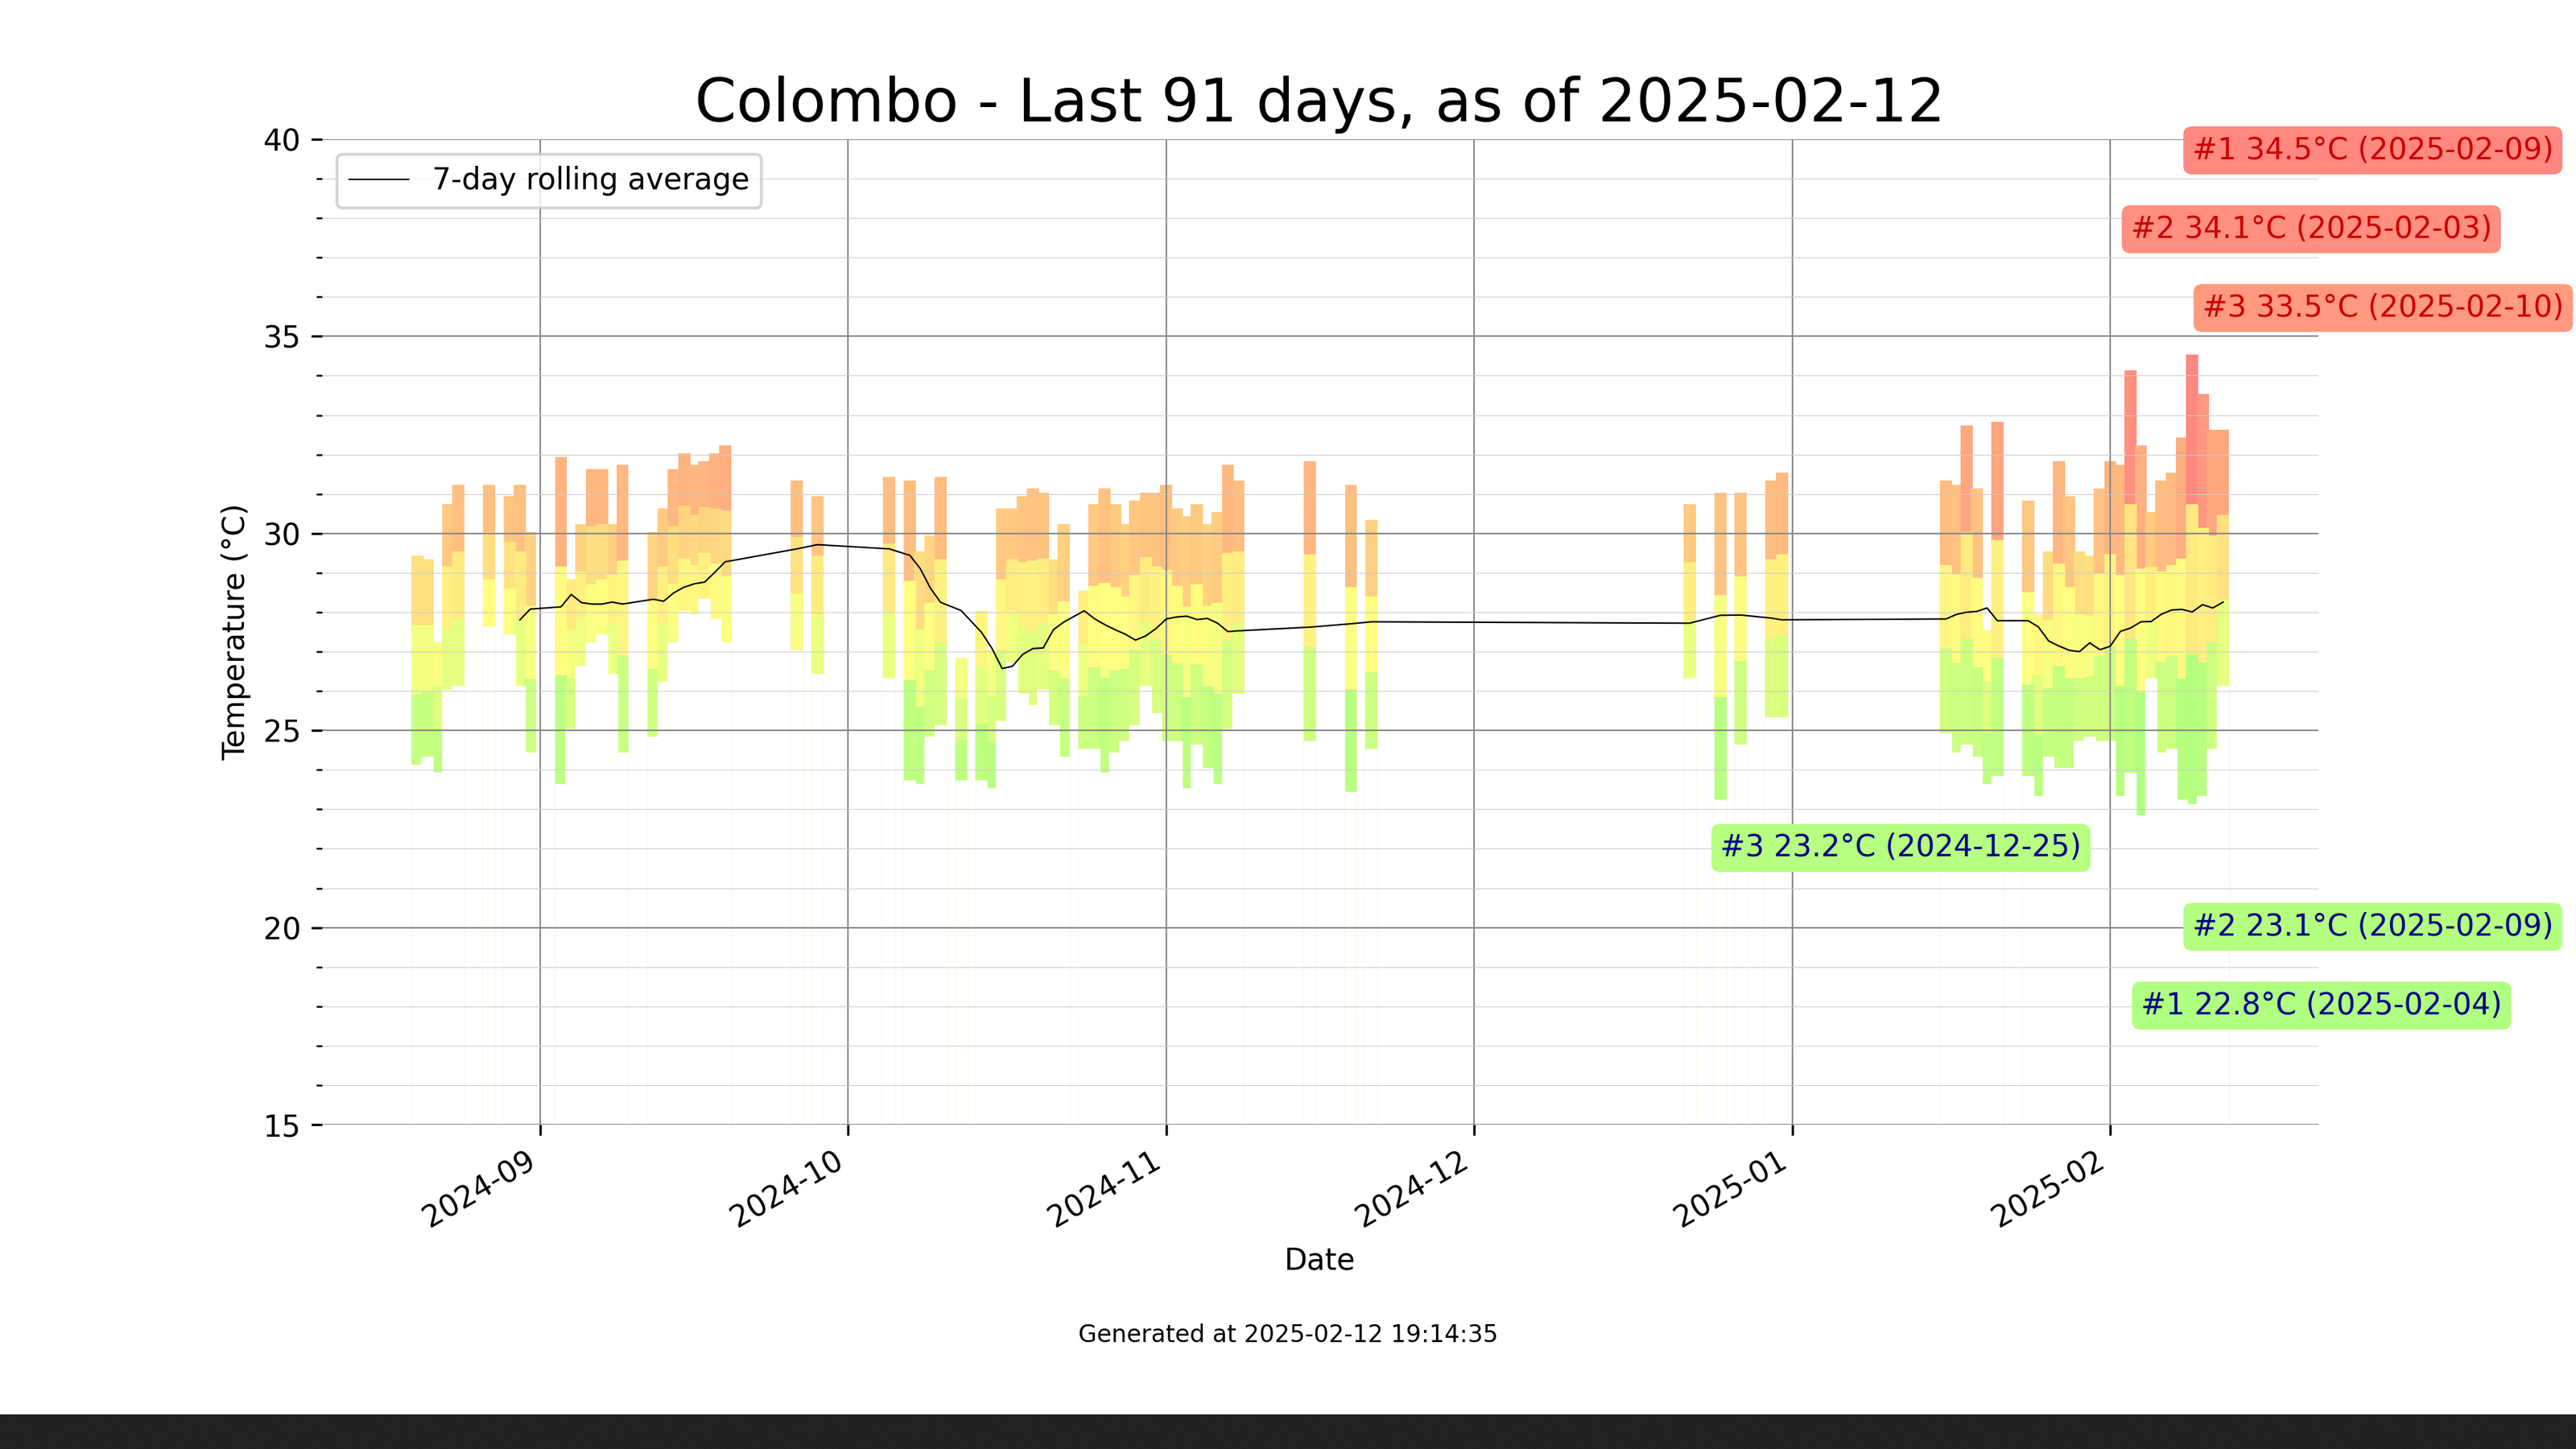 Colombo - Last 91 days, as of 2025-02-12
7-day rolling average
#1 34.5°C (2025-02-09)
#2 34.1°C (2025-02-03)
#3 33.5°C (2025-02-10)
Temperature (°C)
40
35
30
25
20
15
#3 23.2°C (2024-12-25)
#2 23.1°C (2025-02-09)
#1 22.8°C (2025-02-04)
2024-09
2024-10
2024-11
2024-12
2025-01
2025-02
Date
Generated at 2025-02-12 19:14:35